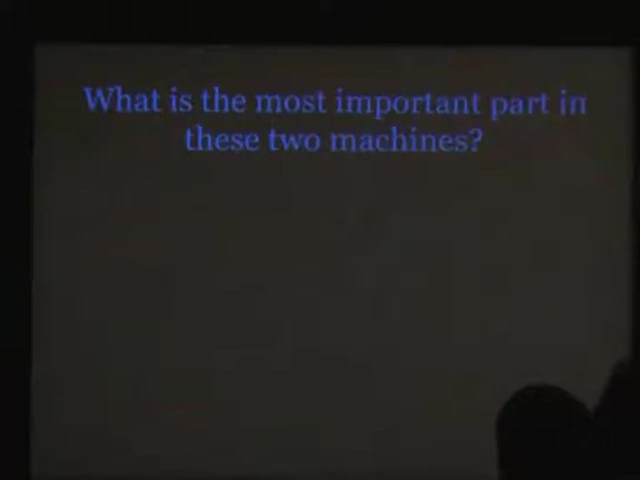 What is the most important part in
these two machines?